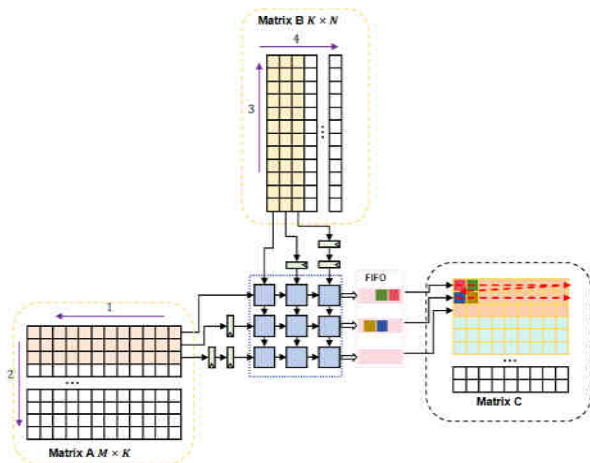 Matrix B K × N
4
3
FIFO
1
2
...
...
...
Matrix C
Matrix A M × K